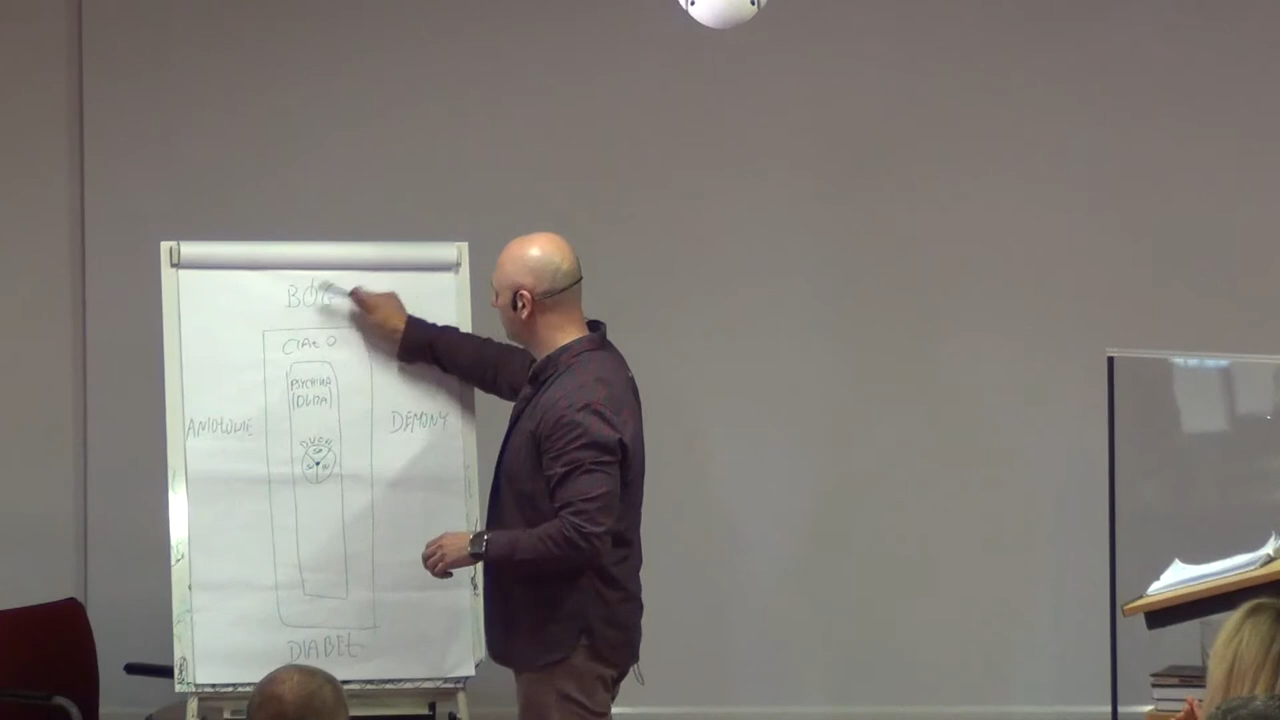 BÓG
CIAŁO
PSYCHIKA
(DUSZA)
ANIOŁOWIE
DEMONY
DUCH
DIABEŁ